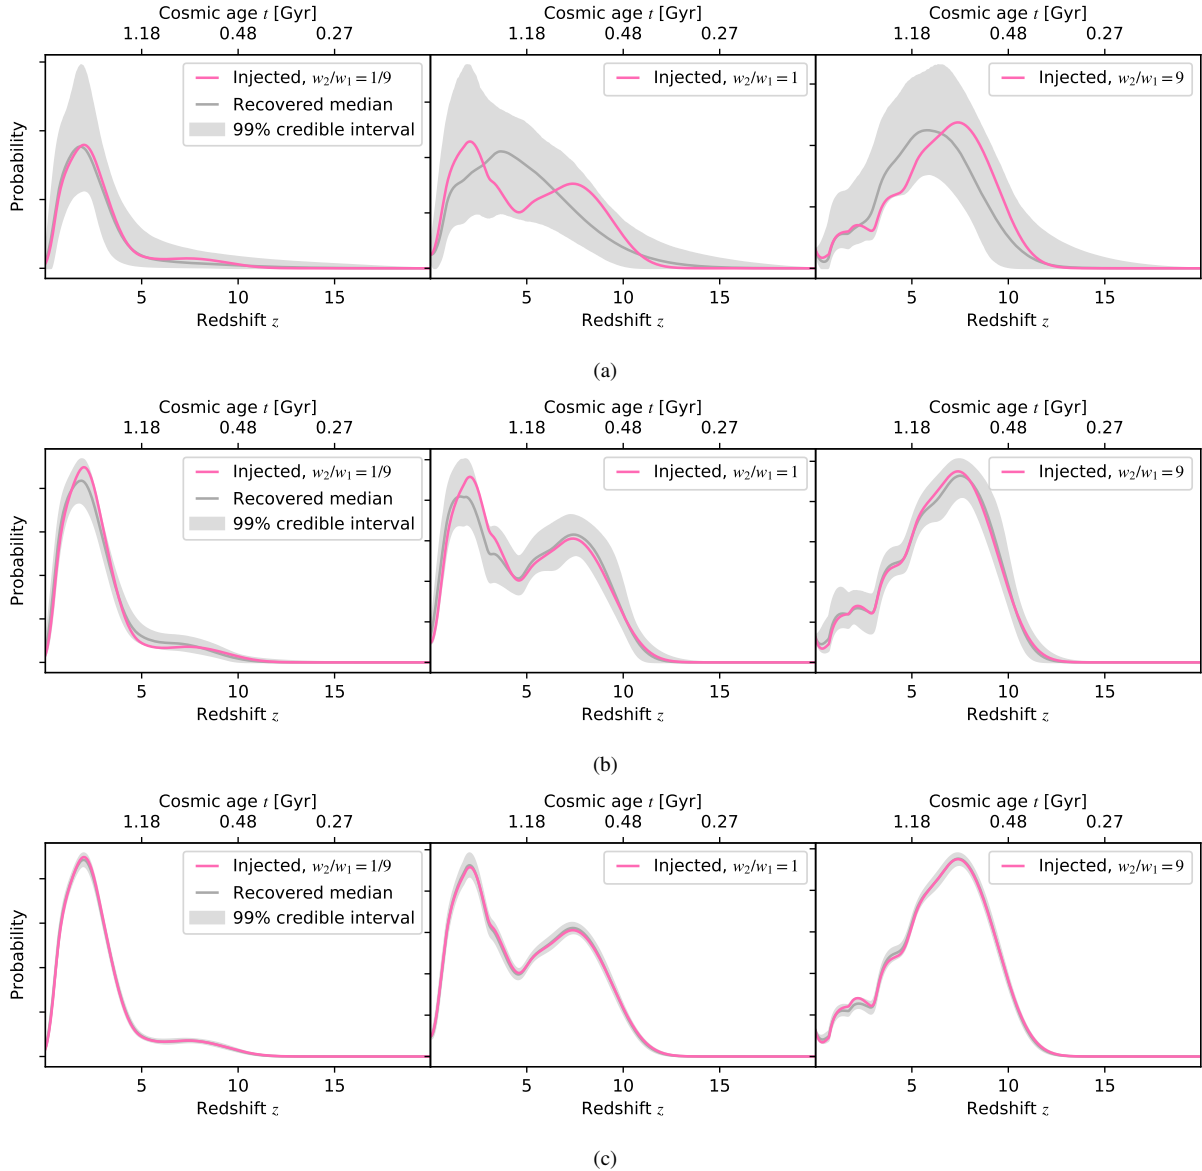 Cosmic age t [Gyr] Cosmic age t [Gyr] Cosmic age t [Gyr]
1.18 0.48 0.27 1.18 0.48 0.27 1.18 0.48 0.27
Probability
Injected, w₂/w₁ = 1/9
Recovered median
99% credible interval
Injected, w₂/w₁ = 1
Injected, w₂/w₁ = 9
5 10 15 5 10 15 5 10 15
Redshift z Redshift z Redshift z
(a)
Cosmic age t [Gyr] Cosmic age t [Gyr] Cosmic age t [Gyr]
1.18 0.48 0.27 1.18 0.48 0.27 1.18 0.48 0.27
Probability
Injected, w₂/w₁ = 1/9
Recovered median
99% credible interval
Injected, w₂/w₁ = 1
Injected, w₂/w₁ = 9
5 10 15 5 10 15 5 10 15
Redshift z Redshift z Redshift z
(b)
Cosmic age t [Gyr] Cosmic age t [Gyr] Cosmic age t [Gyr]
1.18 0.48 0.27 1.18 0.48 0.27 1.18 0.48 0.27
Probability
Injected, w₂/w₁ = 1/9
Recovered median
99% credible interval
Injected, w₂/w₁ = 1
Injected, w₂/w₁ = 9
5 10 15 5 10 15 5 10 15
Redshift z Redshift z Redshift z
(c)